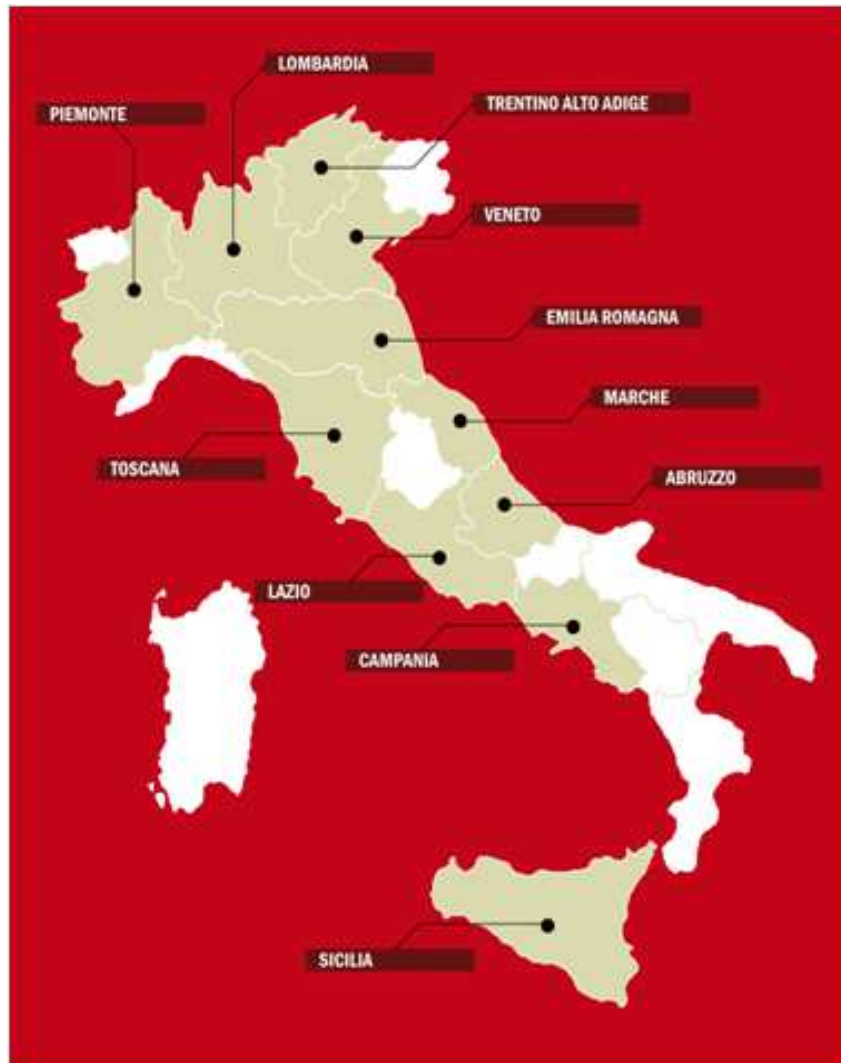 LOMBARDIA
TRENTINO ALTO ADIGE
PIEMONTE
VENETO
EMILIA ROMAGNA
MARCHE
TOSCANA
ABRUZZO
LAZIO
CAMPANIA
SICILIA